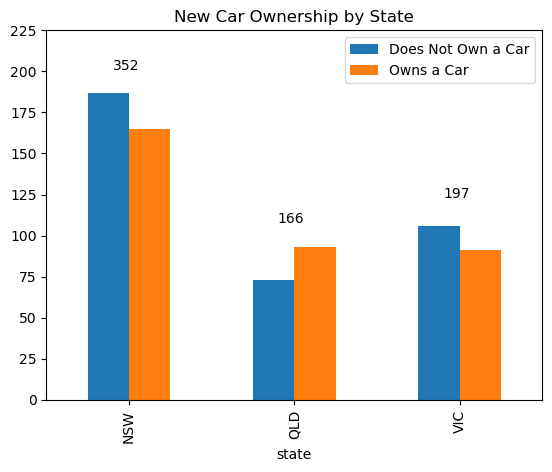 New Car Ownership by State
Does Not Own a Car
Owns a Car
225
200
175
150
125
100
75
50
25
0
352
166
197
NSW
QLD
VIC
state